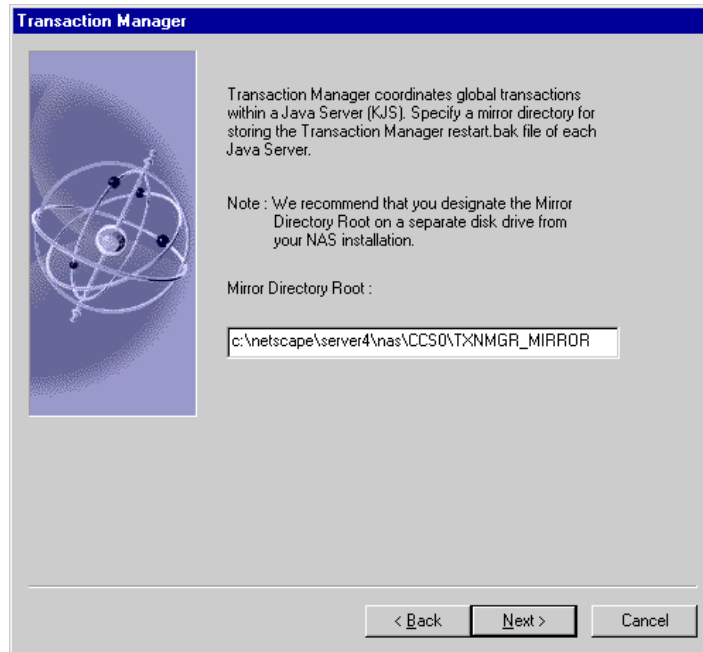 Transaction Manager
Transaction Manager coordinates global transactions
within a Java Server (KJS). Specify a mirror directory for
storing the Transaction Manager restart.bak file of each
Java Server.
Note : We recommend that you designate the Mirror
Directory Root on a separate disk drive from
your NAS installation.
Mirror Directory Root :
c:\netscape\server4\nas\CCS0\TXNMGR_MIRROR
< Back
Next >
Cancel